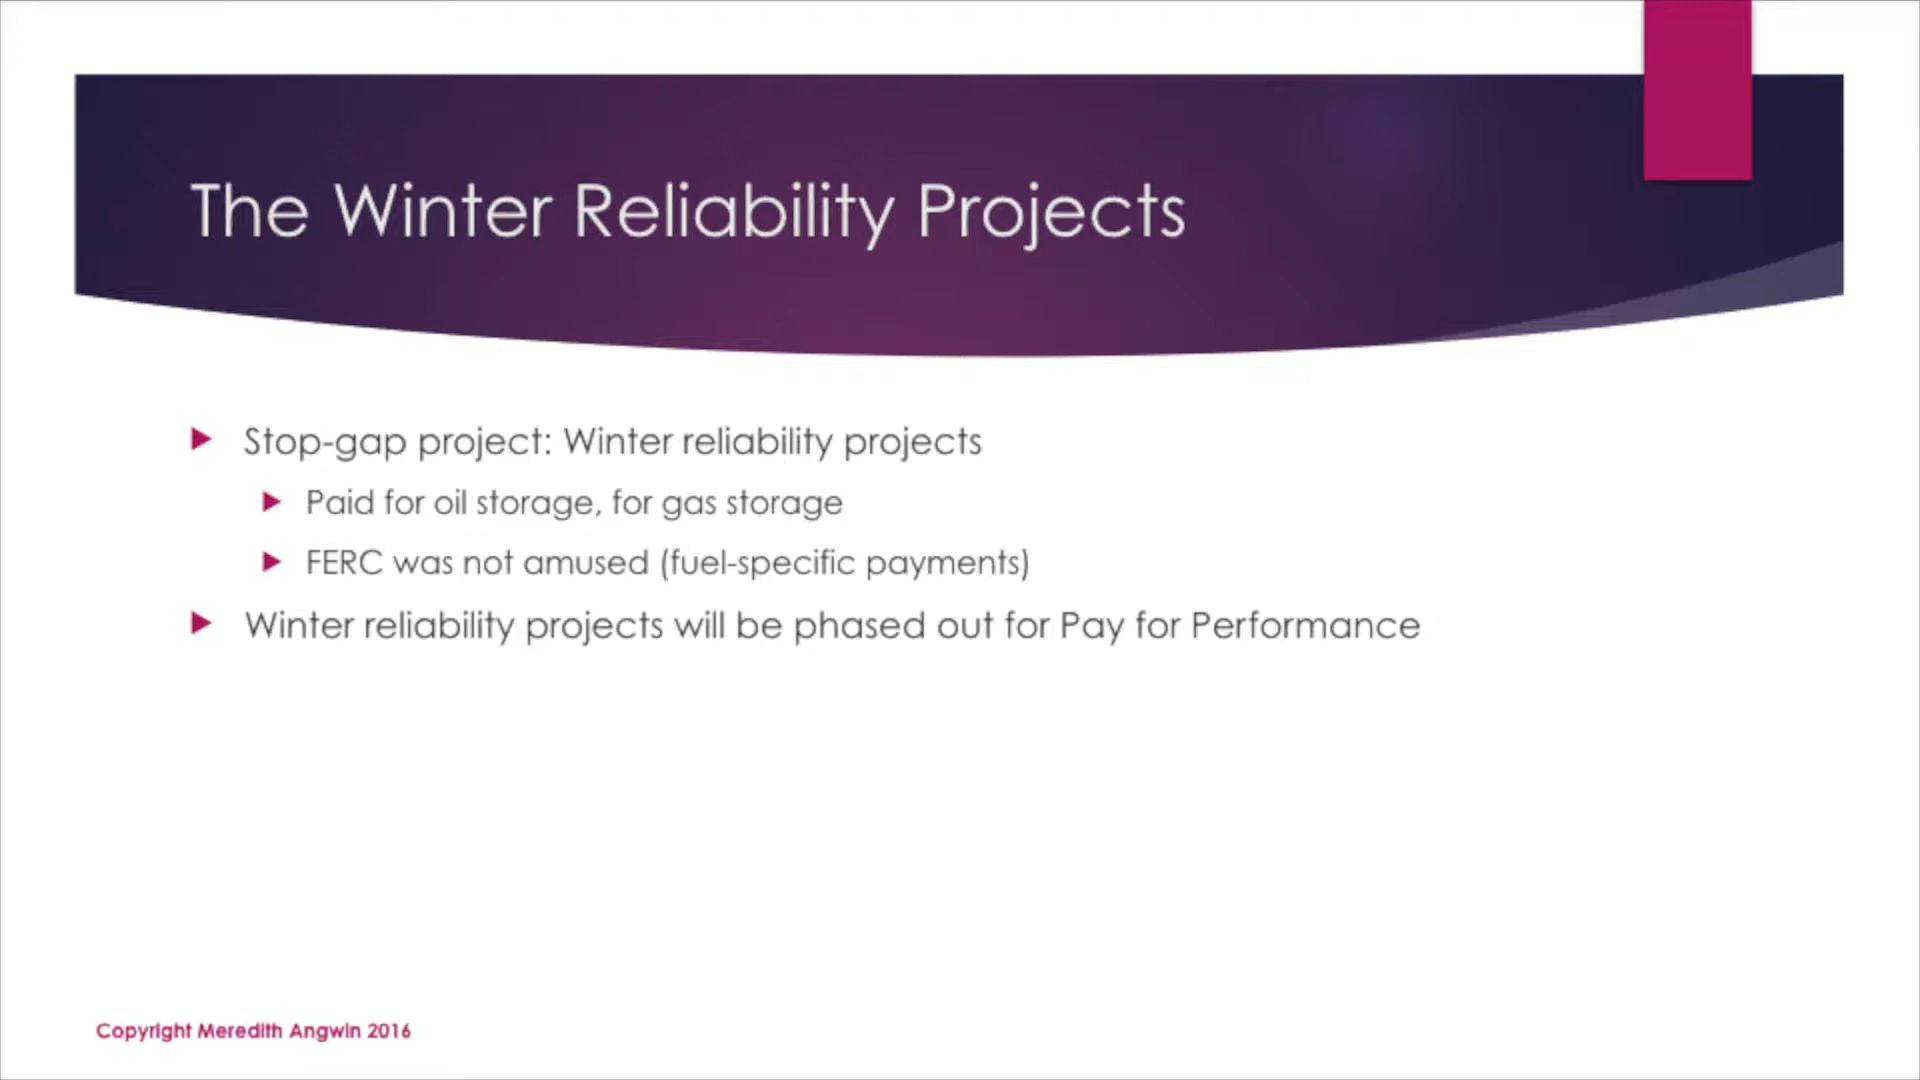 The Winter Reliability Projects
Stop-gap project: Winter reliability projects
Paid for oil storage, for gas storage
FERC was not amused (fuel-specific payments)
Winter reliability projects will be phased out for Pay for Performance
Copyright Meredith Angwin 2016